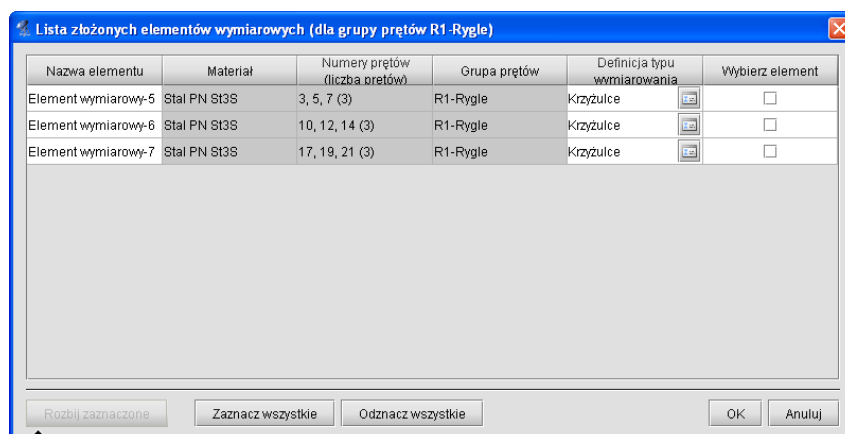 Lista złożonych elementów wymiarowych (dla grupy prętów R1-Rygle)
Nazwa elementu Materiał Numery prętów (liczba prętów) Grupa prętów Definicja typu wymiarowania Wybierz element
Element wymiarowy-5 Stal PN St3S 3, 5, 7 (3) R1-Rygle Krzyżulce
Element wymiarowy-6 Stal PN St3S 10, 12, 14 (3) R1-Rygle Krzyżulce
Element wymiarowy-7 Stal PN St3S 17, 19, 21 (3) R1-Rygle Krzyżulce
Rozbij zaznaczone Zaznacz wszystkie Odznacz wszystkie OK Anuluj